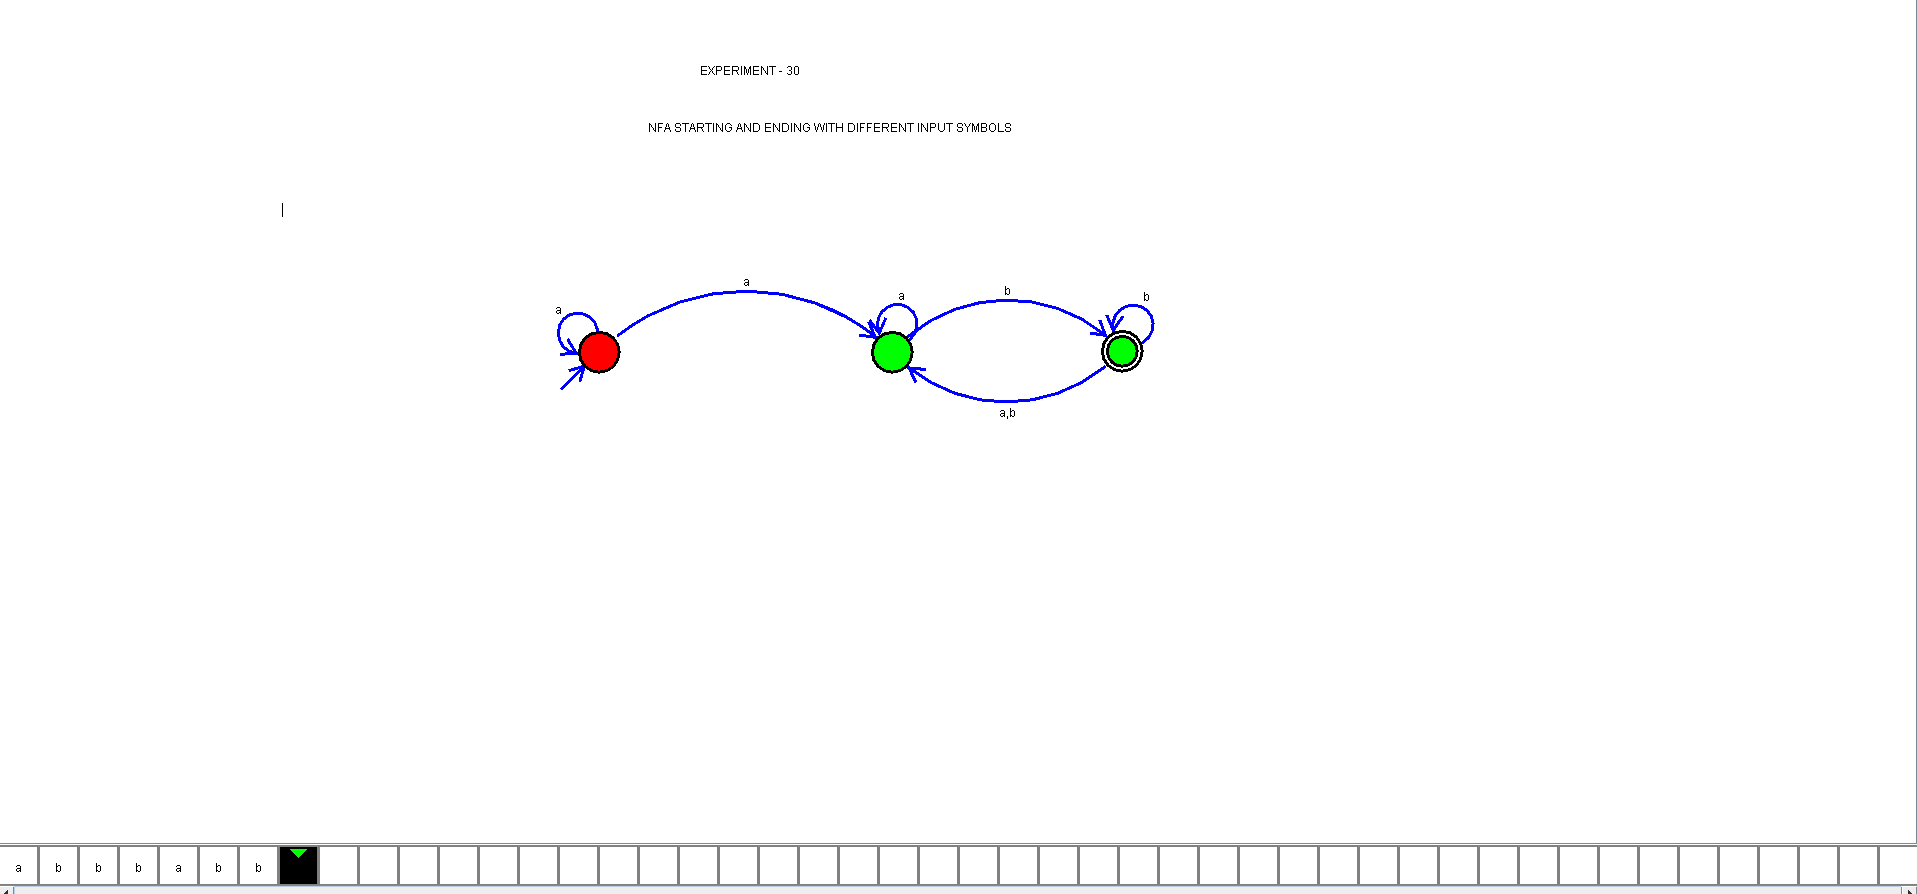 EXPERIMENT - 30
NFA STARTING AND ENDING WITH DIFFERENT INPUT SYMBOLS
a
a
a
b
b
a,b
a b b b a b b